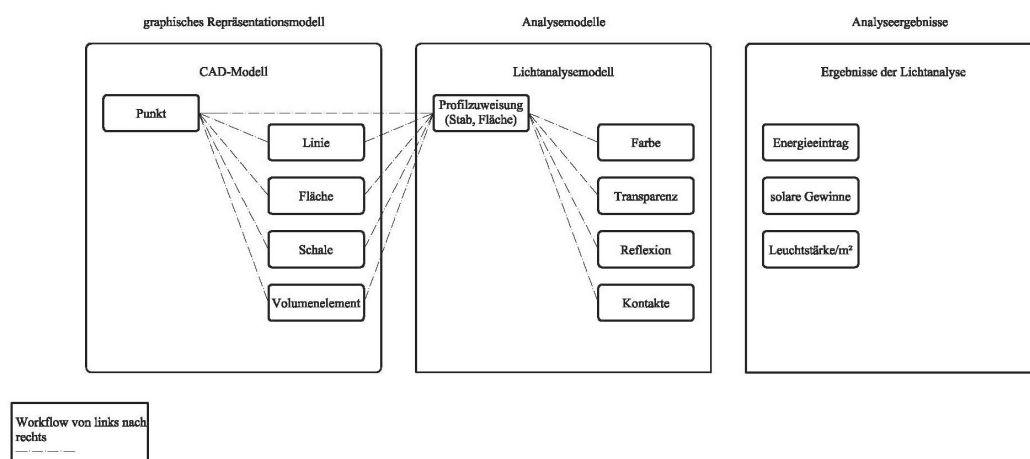 graphisches Repräsentationsmodell
Analysemodelle
Analyseergebnisse
CAD-Modell
Lichtanalysemodell
Ergebnisse der Lichtanalyse
Punkt
Profilzuweisung
(Stab, Fläche)
Linie
Farbe
Energieeintrag
Fläche
Transparenz
solare Gewinne
Schale
Reflexion
Leuchtstärke/m²
Volumenelement
Kontakte
Workflow von links nach
rechts